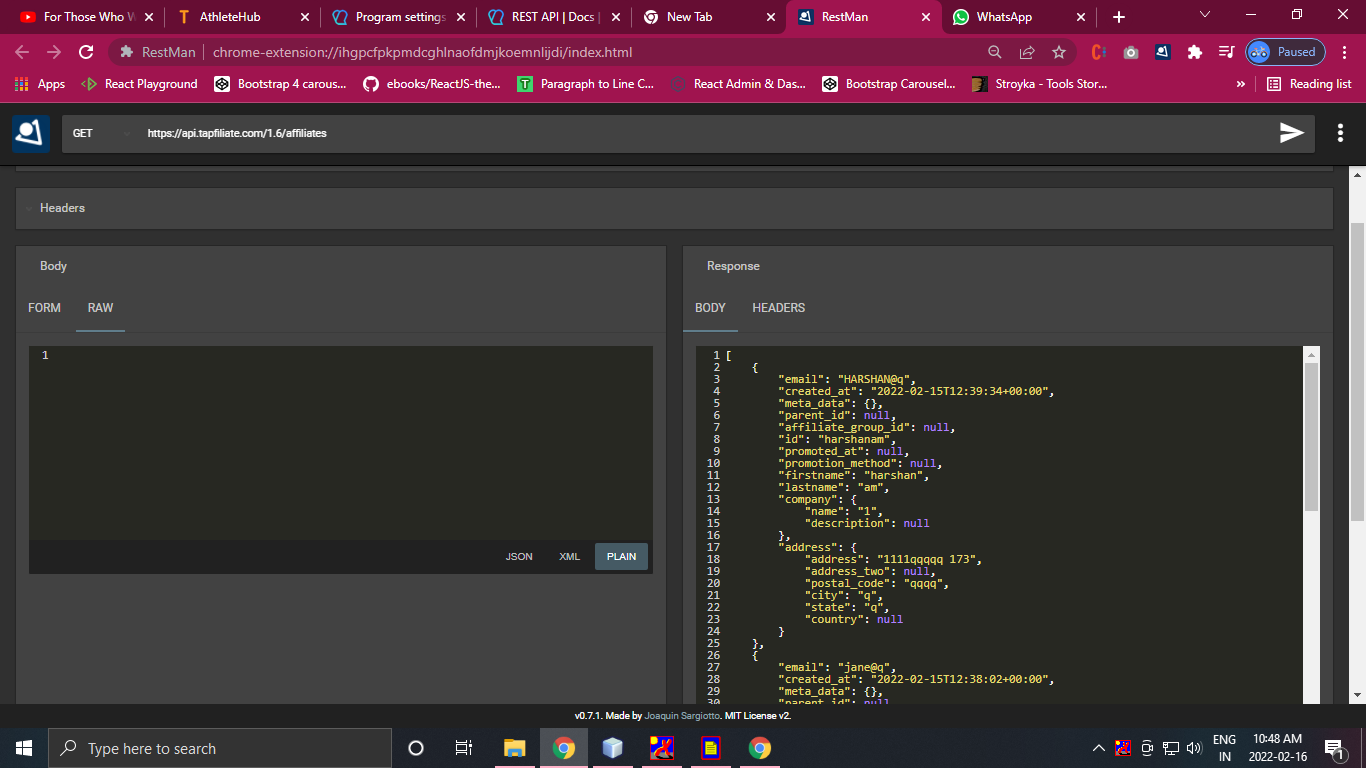 For Those Who W
AthleteHub
Program settings
REST API | Docs |
New Tab
RestMan
WhatsApp
RestMan
chrome-extension://ihgpcfpkpmdcghlnaofdmjkoemnlijdi/index.html
Paused
Apps
React Playground
Bootstrap 4 carous...
ebooks/ReactJS-the...
Paragraph to Line C...
React Admin & Das...
Bootstrap Carousel...
Stroyka - Tools Stor...
»
Reading list
GET
https://api.tapfiliate.com/1.6/affiliates
Headers
Body
FORM
RAW
1
JSON
XML
PLAIN
Response
BODY
HEADERS
1 [
2 {
3 "email": "HARSHAN@q",
4 "created_at": "2022-02-15T12:39:34+00:00",
5 "meta_data": {},
6 "parent_id": null,
7 "affiliate_group_id": null,
8 "id": "harshanam",
9 "promoted_at": null,
10 "promotion_method": null,
11 "firstname": "harshan",
12 "lastname": "am",
13 "company": {
14 "name": "1",
15 "description": null
16 },
17 "address": {
18 "address": "1111qqqqq 173",
19 "address_two": null,
20 "postal_code": "qqqq",
21 "city": "q",
22 "state": "q",
23 "country": null
24 }
25 },
26 {
27 "email": "jane@q",
28 "created_at": "2022-02-15T12:38:02+00:00",
29 "meta_data": {},
30 "parent_id": null
v0.7.1. Made by Joaquin Sargiotto. MIT License v2.
Type here to search
ENG
IN
10:48 AM
2022-02-16
1